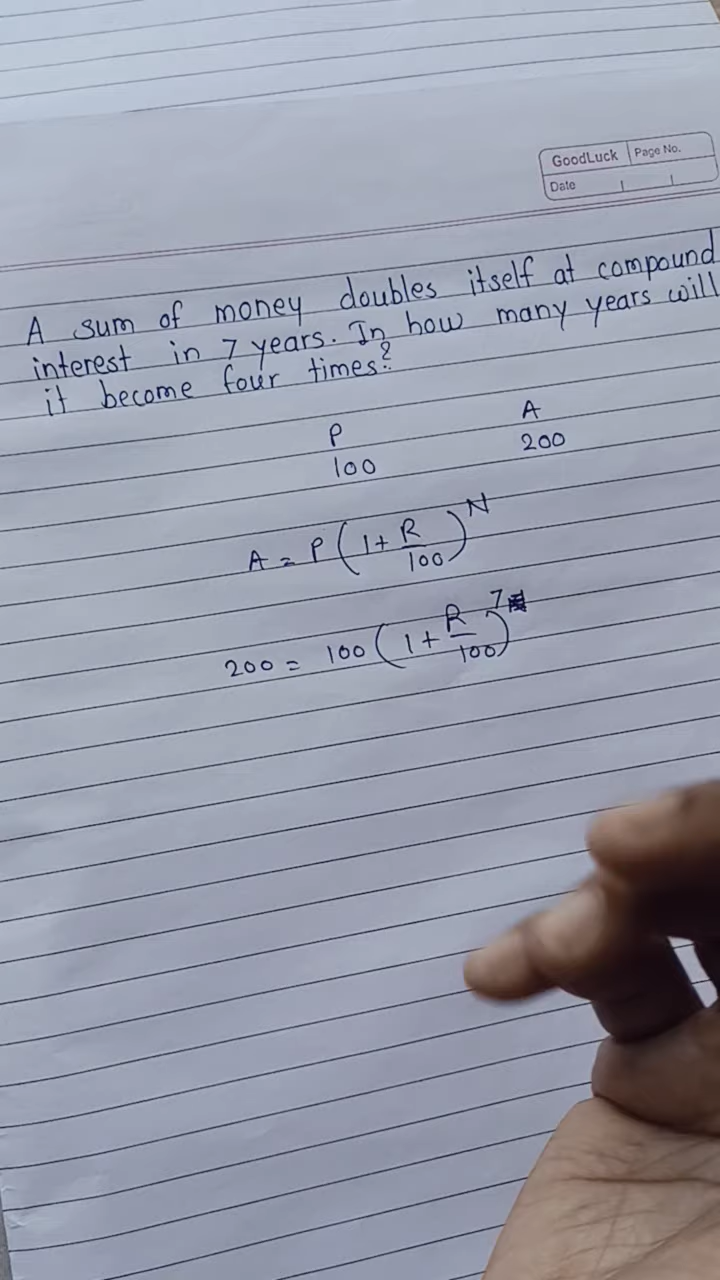 GoodLuck Page No.
Date
A sum of money doubles itself at compound
interest in 7 years. In how many years will
it become four times?
P A
100 200
A = P(1+R/100)^N
200 = 100(1+R/100)^7